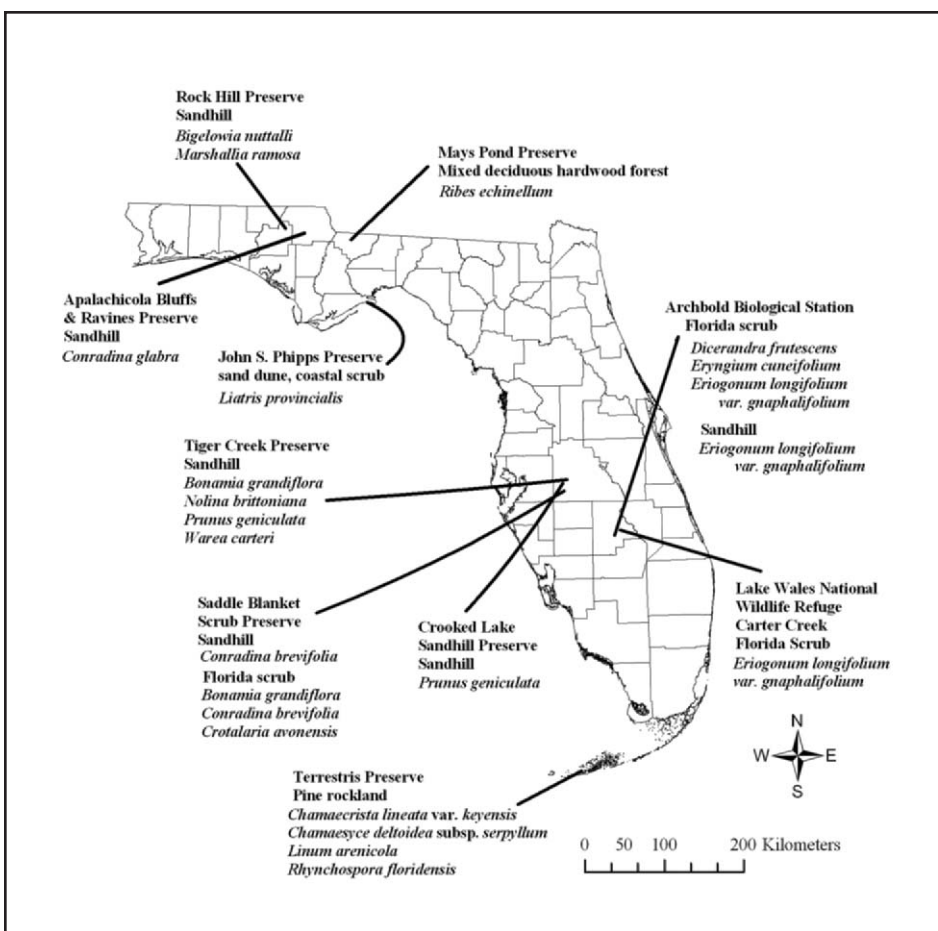 Rock Hill Preserve
Sandhill
Bigelowia nuttalli
Marshallia ramosa
Mays Pond Preserve
Mixed deciduous hardwood forest
Ribes echinellum
Apalachicola Bluffs
& Ravines Preserve
Sandhill
Conradina glabra
John S. Phipps Preserve
sand dune, coastal scrub
Liatris provincialis
Archbold Biological Station
Florida scrub
Dicerandra frutescens
Eryngium cuneifolium
Eriogonum longifolium
var. gnaphalifolium
Sandhill
Eriogonum longifolium
var. gnaphalifolium
Tiger Creek Preserve
Sandhill
Bonamia grandiflora
Nolina brittoniana
Prunus geniculata
Warea carteri
Saddle Blanket
Scrub Preserve
Sandhill
Conradina brevifolia
Florida scrub
Bonamia grandiflora
Conradina brevifolia
Crotalaria avonensis
Crooked Lake
Sandhill Preserve
Sandhill
Prunus geniculata
Lake Wales National
Wildlife Refuge
Carter Creek
Florida Scrub
Eriogonum longifolium
var. gnaphalifolium
Terrestris Preserve
Pine rockland
Chamaecrista lineata var. keyensis
Chamaesyce deltoidea subsp. serpyllum
Linum arenicola
Rhynchospora floridensis
N
W E
S
0 50 100 200 Kilometers